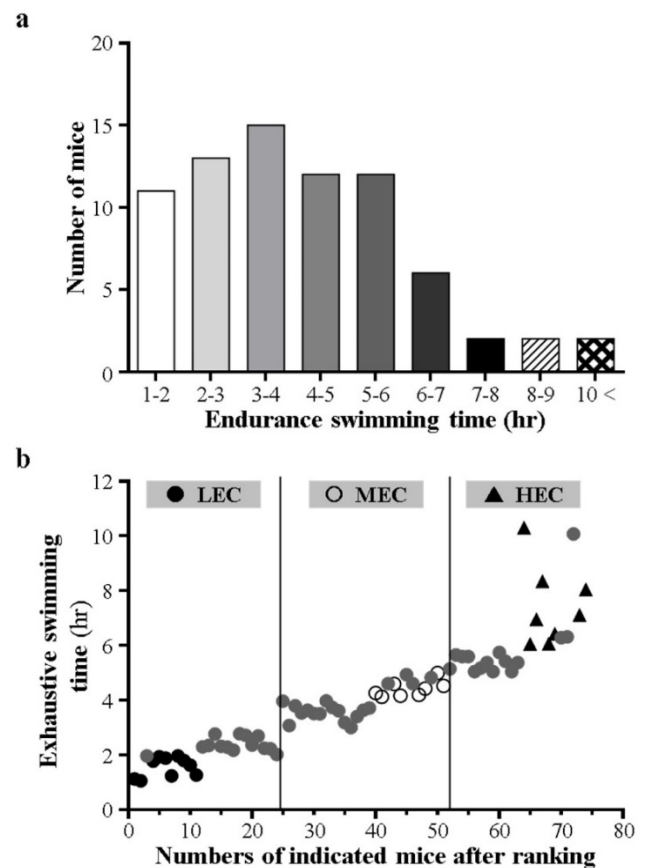 a
20
15
10
5
0
Number of mice
1-2 2-3 3-4 4-5 5-6 6-7 7-8 8-9 10 <
Endurance swimming time (hr)
b
12
10
8
6
4
2
0
Exhaustive swimming
time (hr)
LEC MEC HEC
0 10 20 30 40 50 60 70 80
Numbers of indicated mice after ranking